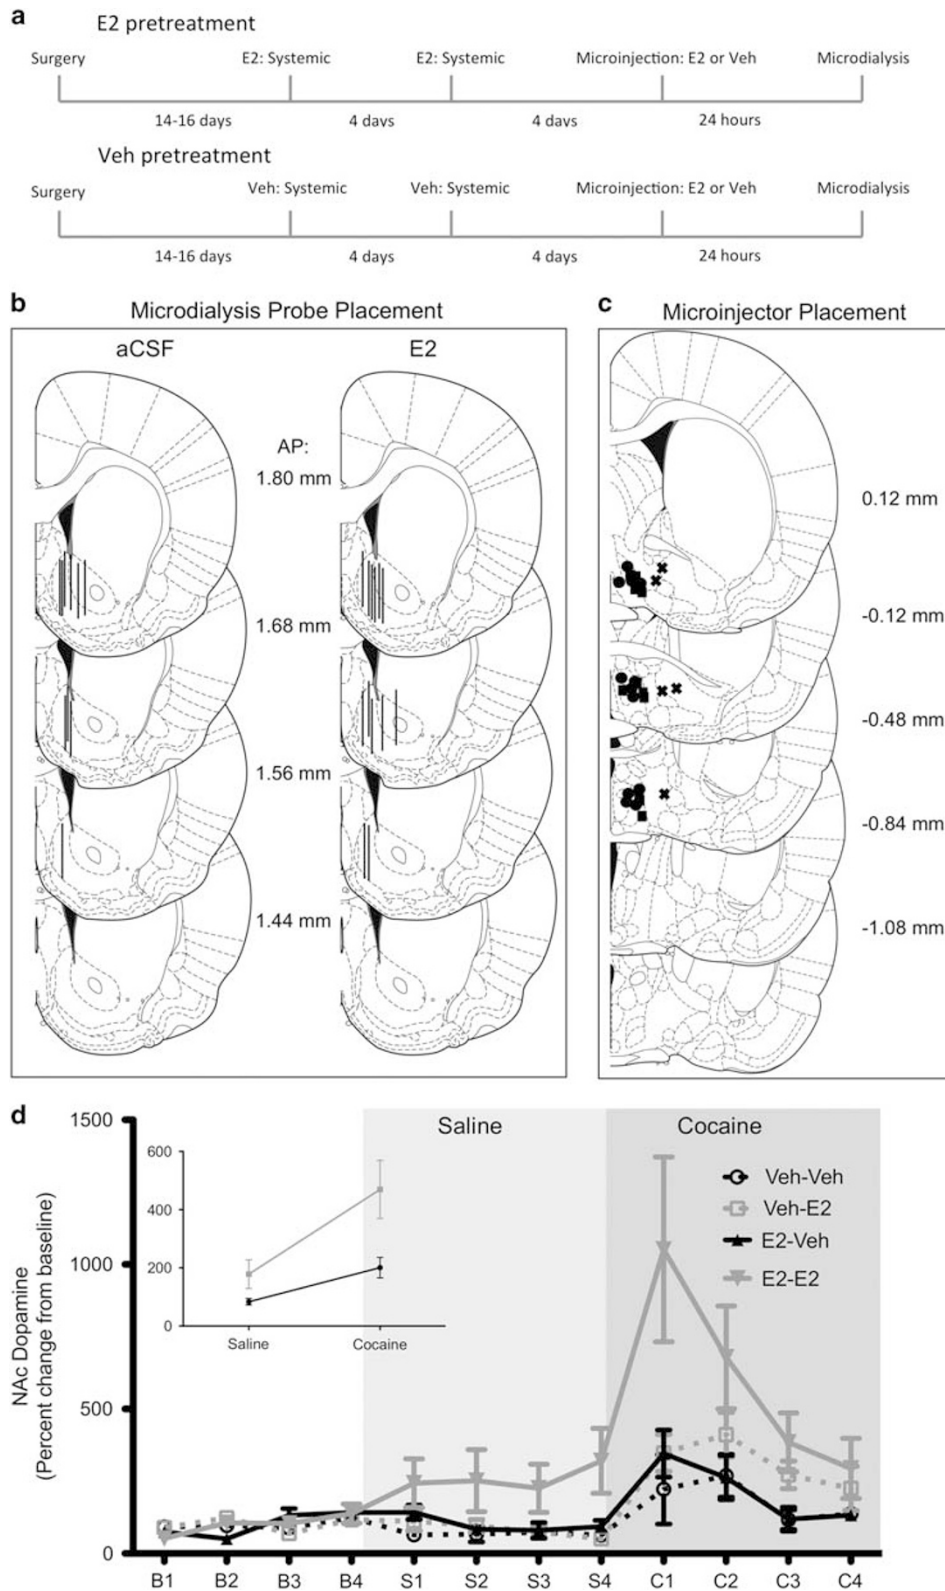 a
E2 pretreatment
Surgery E2: Systemic E2: Systemic Microinjection: E2 or Veh Microdialysis
14-16 days 4 days 4 days 24 hours
Veh pretreatment
Surgery Veh: Systemic Veh: Systemic Microinjection: E2 or Veh Microdialysis
14-16 days 4 days 4 days 24 hours
b Microdialysis Probe Placement
aCSF E2
AP:
1.80 mm
1.68 mm
1.56 mm
1.44 mm
c Microinjector Placement
0.12 mm
-0.12 mm
-0.48 mm
-0.84 mm
-1.08 mm
d
Saline Cocaine
NAc Dopamine
(Percent change from baseline)
1500
1000
500
0
600
400
200
0
Saline Cocaine
Veh-Veh
Veh-E2
E2-Veh
E2-E2
B1 B2 B3 B4 S1 S2 S3 S4 C1 C2 C3 C4